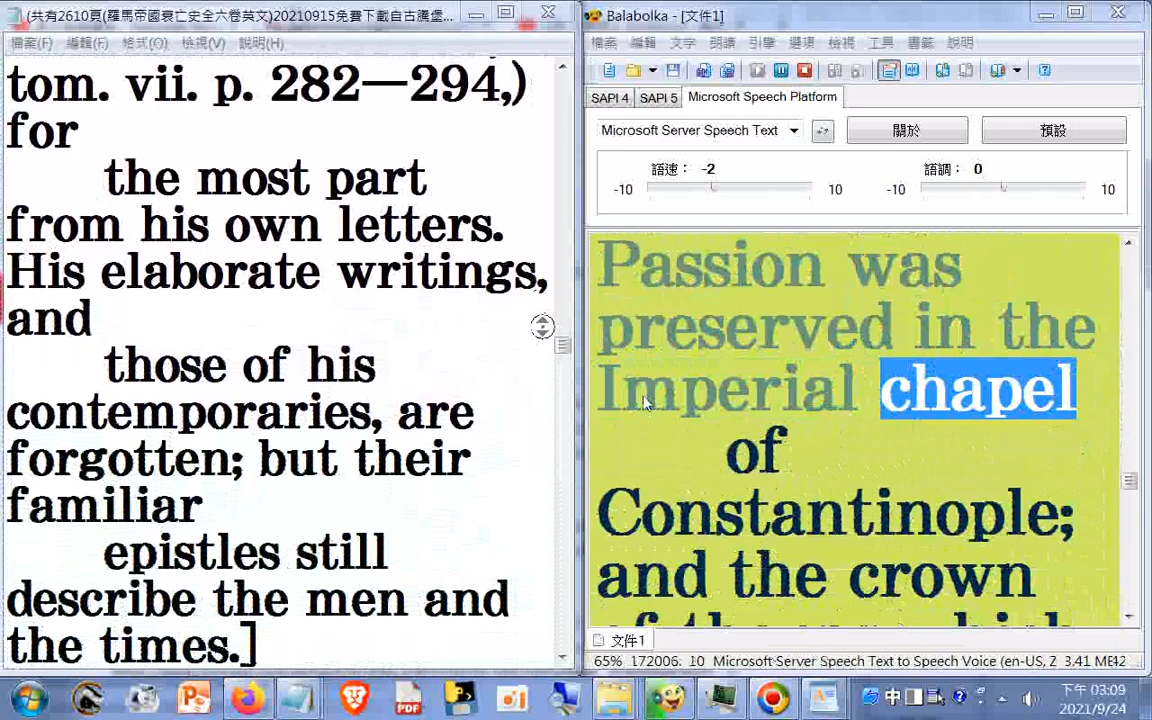 (共有2610頁(羅馬帝國衰亡史全六卷英文)20210915免費下載自古騰堡...
檔案(F) 編輯(E) 格式(O) 檢視(V) 說明(H)
tom. vii. p. 282—294,)
for
the most part
from his own letters.
His elaborate writings,
and
those of his
contemporaries, are
forgotten; but their
familiar
epistles still
describe the men and
the times.]
Balabolka - [文件1]
檔案 編輯 文字 朗讀 引擎 選項 檢視 工具 書籤 說明
SAPI 4 SAPI 5 Microsoft Speech Platform
Microsoft Server Speech Text 關於 預設
語速： -2 語調： 0
-10 10 -10 10
Passion was
preserved in the
Imperial chapel
of
Constantinople;
and the crown
文件1
65% 172006. 10 Microsoft Server Speech Text to Speech Voice (en-US, Z 3.41 ME42
PDF
中
下午 03:09
2021/9/24